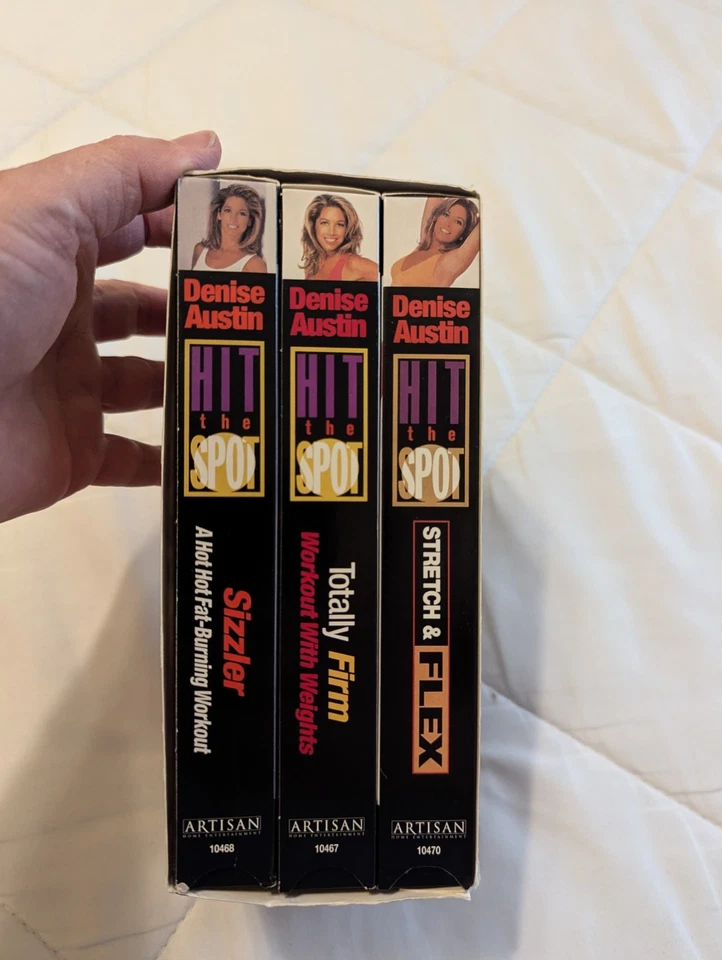 Denise
Austin
HIT
the
SPOT
Sizzler
A Hot Hot Fat-Burning Workout
ARTISAN
HOME ENTERTAINMENT
10468
Denise
Austin
HIT
the
SPOT
Totally Firm
Workout With Weights
ARTISAN
HOME ENTERTAINMENT
10467
Denise
Austin
HIT
the
SPOT
STRETCH & FLEX
ARTISAN
HOME ENTERTAINMENT
10470